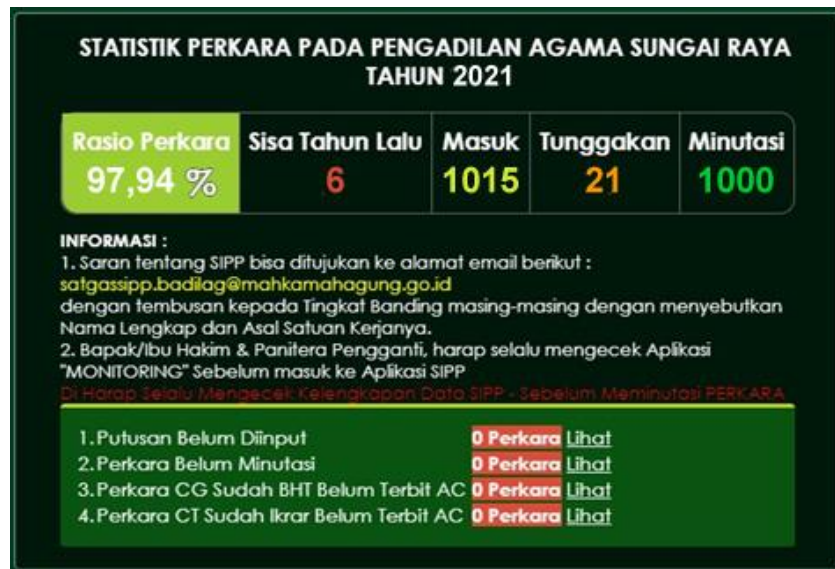 STATISTIK PERKARA PADA PENGADILAN AGAMA SUNGAI RAYA
TAHUN 2021
Rasio Perkara Sisa Tahun Lalu Masuk Tunggakan Minutasi
97,94 % 6 1015 21 1000
INFORMASI :
1. Saran tentang SIPP bisa ditujukan ke alamat email berikut :
satgassipp.badilag@mahkamahagung.go.id
dengan tembusan kepada Tingkat Banding masing-masing dengan menyebutkan
Nama Lengkap dan Asal Satuan Kerjanya.
2. Bapak/Ibu Hakim & Panitera Pengganti, harap selalu mengecek Aplikasi
"MONITORING" Sebelum masuk ke Aplikasi SIPP
Di Harap Selalu Mengecek Kelengkapan Data SIPP - Sebelum Meminutasi PERKARA
1. Putusan Belum Diinput 0 Perkara Lihat
2. Perkara Belum Minutasi 0 Perkara Lihat
3. Perkara CG Sudah BHT Belum Terbit AC 0 Perkara Lihat
4. Perkara CT Sudah Ikrar Belum Terbit AC 0 Perkara Lihat